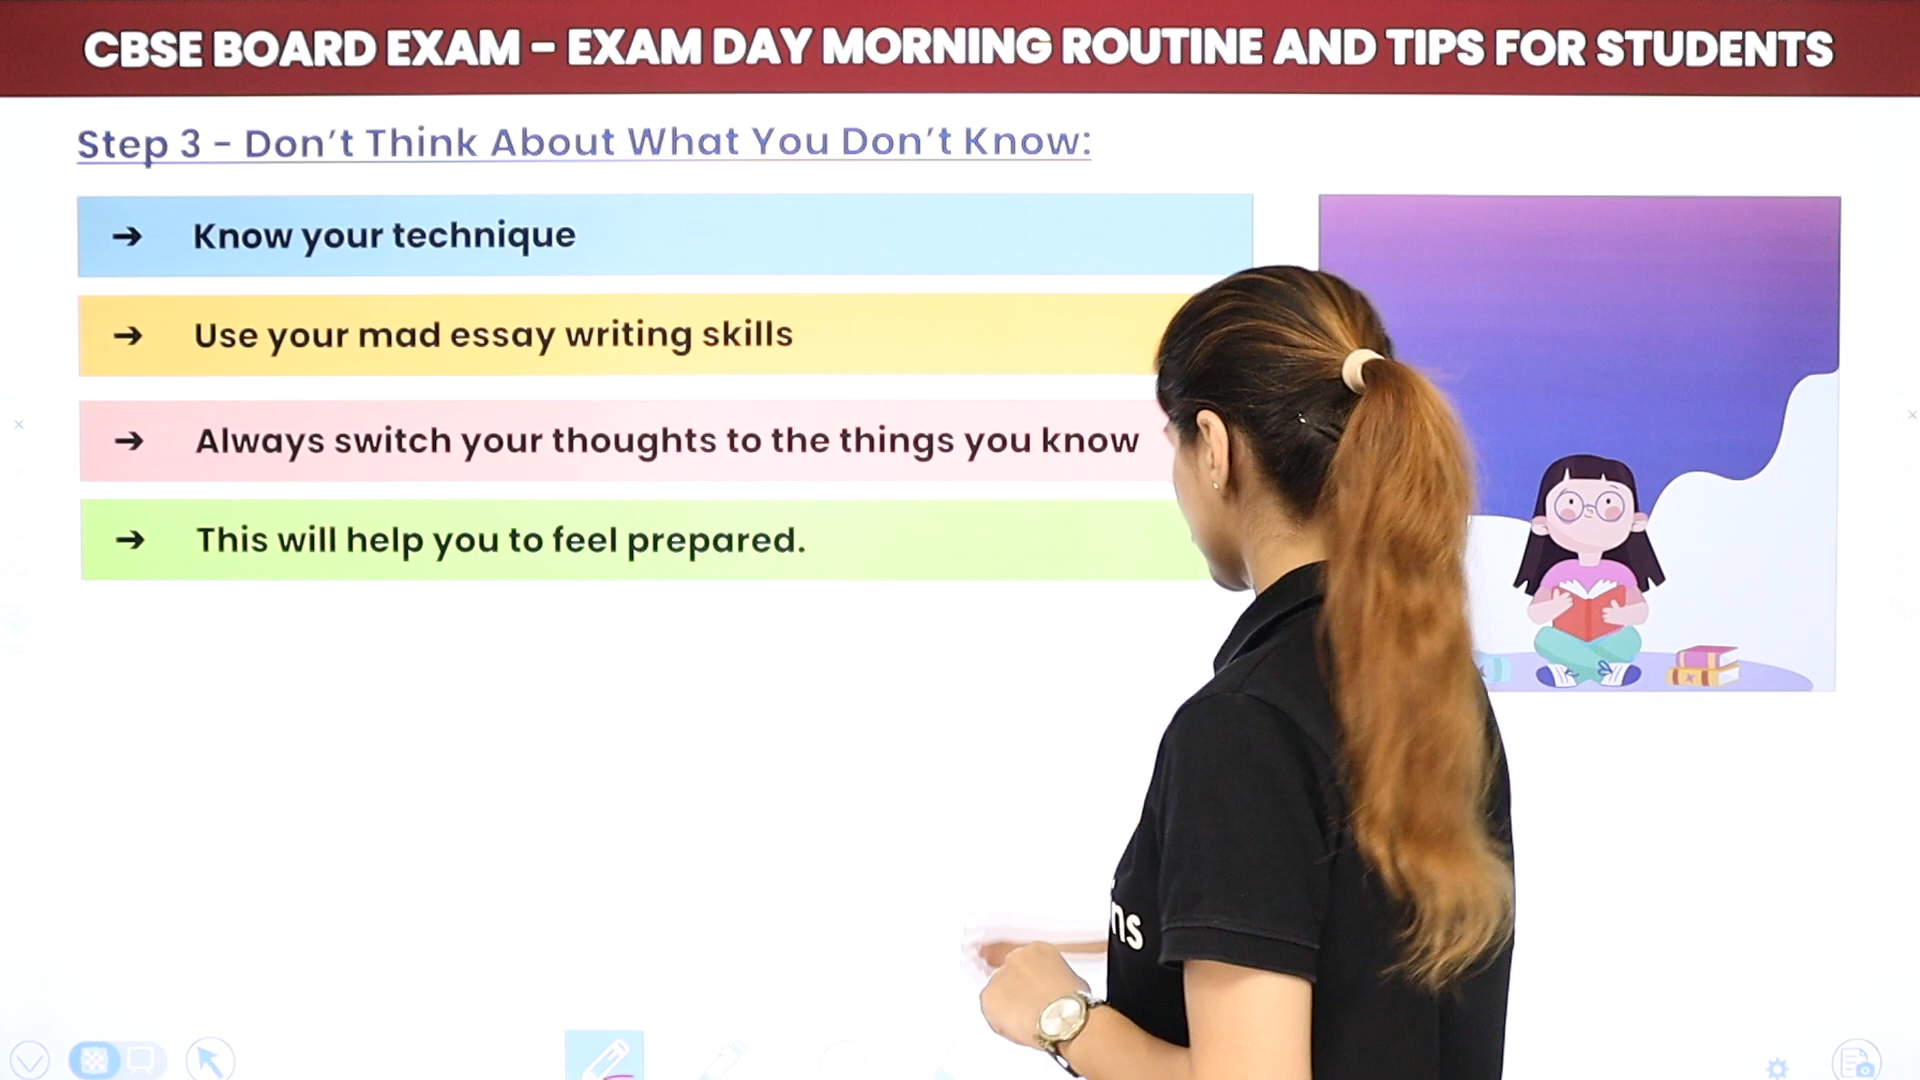 CBSE BOARD EXAM - EXAM DAY MORNING ROUTINE AND TIPS FOR STUDENTS
Step 3 - Don't Think About What You Don't Know:
➔ Know your technique
➔ Use your mad essay writing skills
➔ Always switch your thoughts to the things you know
➔ This will help you to feel prepared.
ns